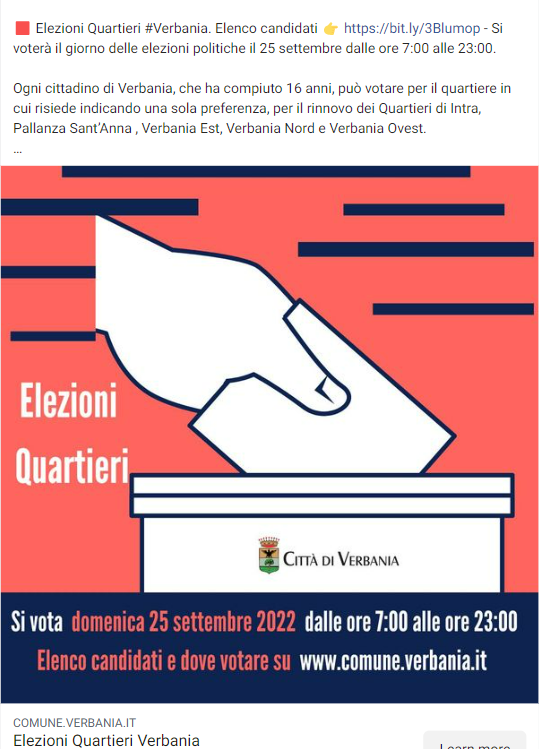 🟥 Elezioni Quartieri #Verbania. Elenco candidati 👉 https://bit.ly/3Blumop - Si
voterà il giorno delle elezioni politiche il 25 settembre dalle ore 7:00 alle 23:00.
Ogni cittadino di Verbania, che ha compiuto 16 anni, può votare per il quartiere in
cui risiede indicando una sola preferenza, per il rinnovo dei Quartieri di Intra,
Pallanza Sant’Anna , Verbania Est, Verbania Nord e Verbania Ovest.
...
Elezioni
Quartieri
CITTÀ DI VERBANIA
Si vota domenica 25 settembre 2022 dalle ore 7:00 alle ore 23:00
Elenco candidati e dove votare su www.comune.verbania.it
COMUNE.VERBANIA.IT
Elezioni Quartieri Verbania
Learn more